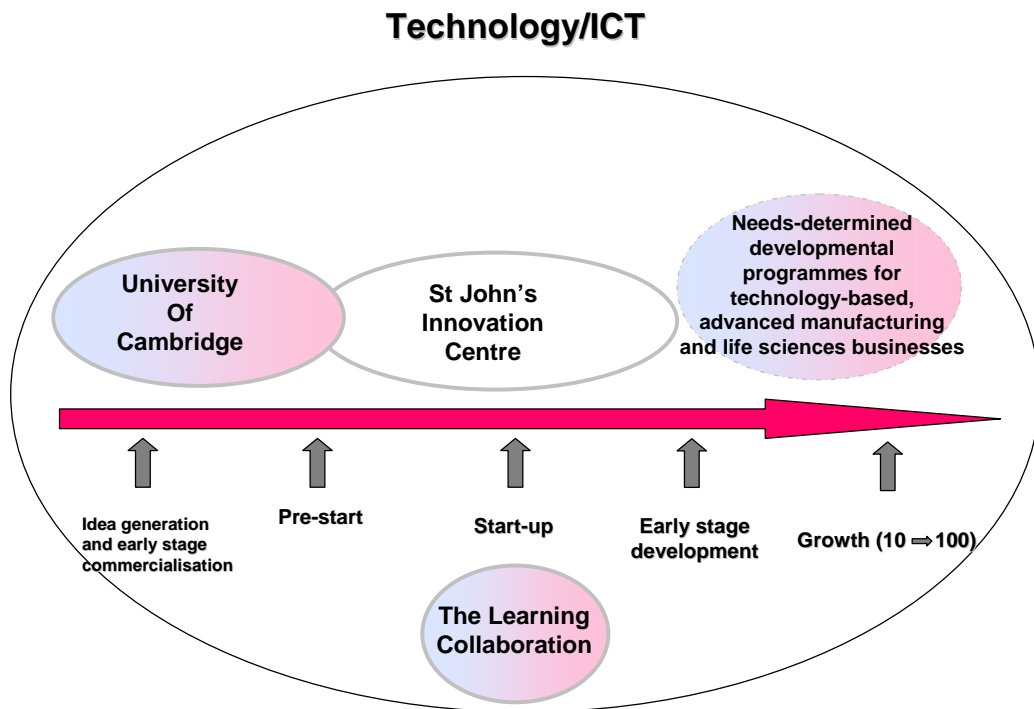 Technology/ICT
University
Of
Cambridge
St John’s
Innovation
Centre
Needs-determined
developmental
programmes for
technology-based,
advanced manufacturing
and life sciences businesses
Idea generation
and early stage
commercialisation
Pre-start
Start-up
Early stage
development
Growth (10 ⇒ 100)
The Learning
Collaboration